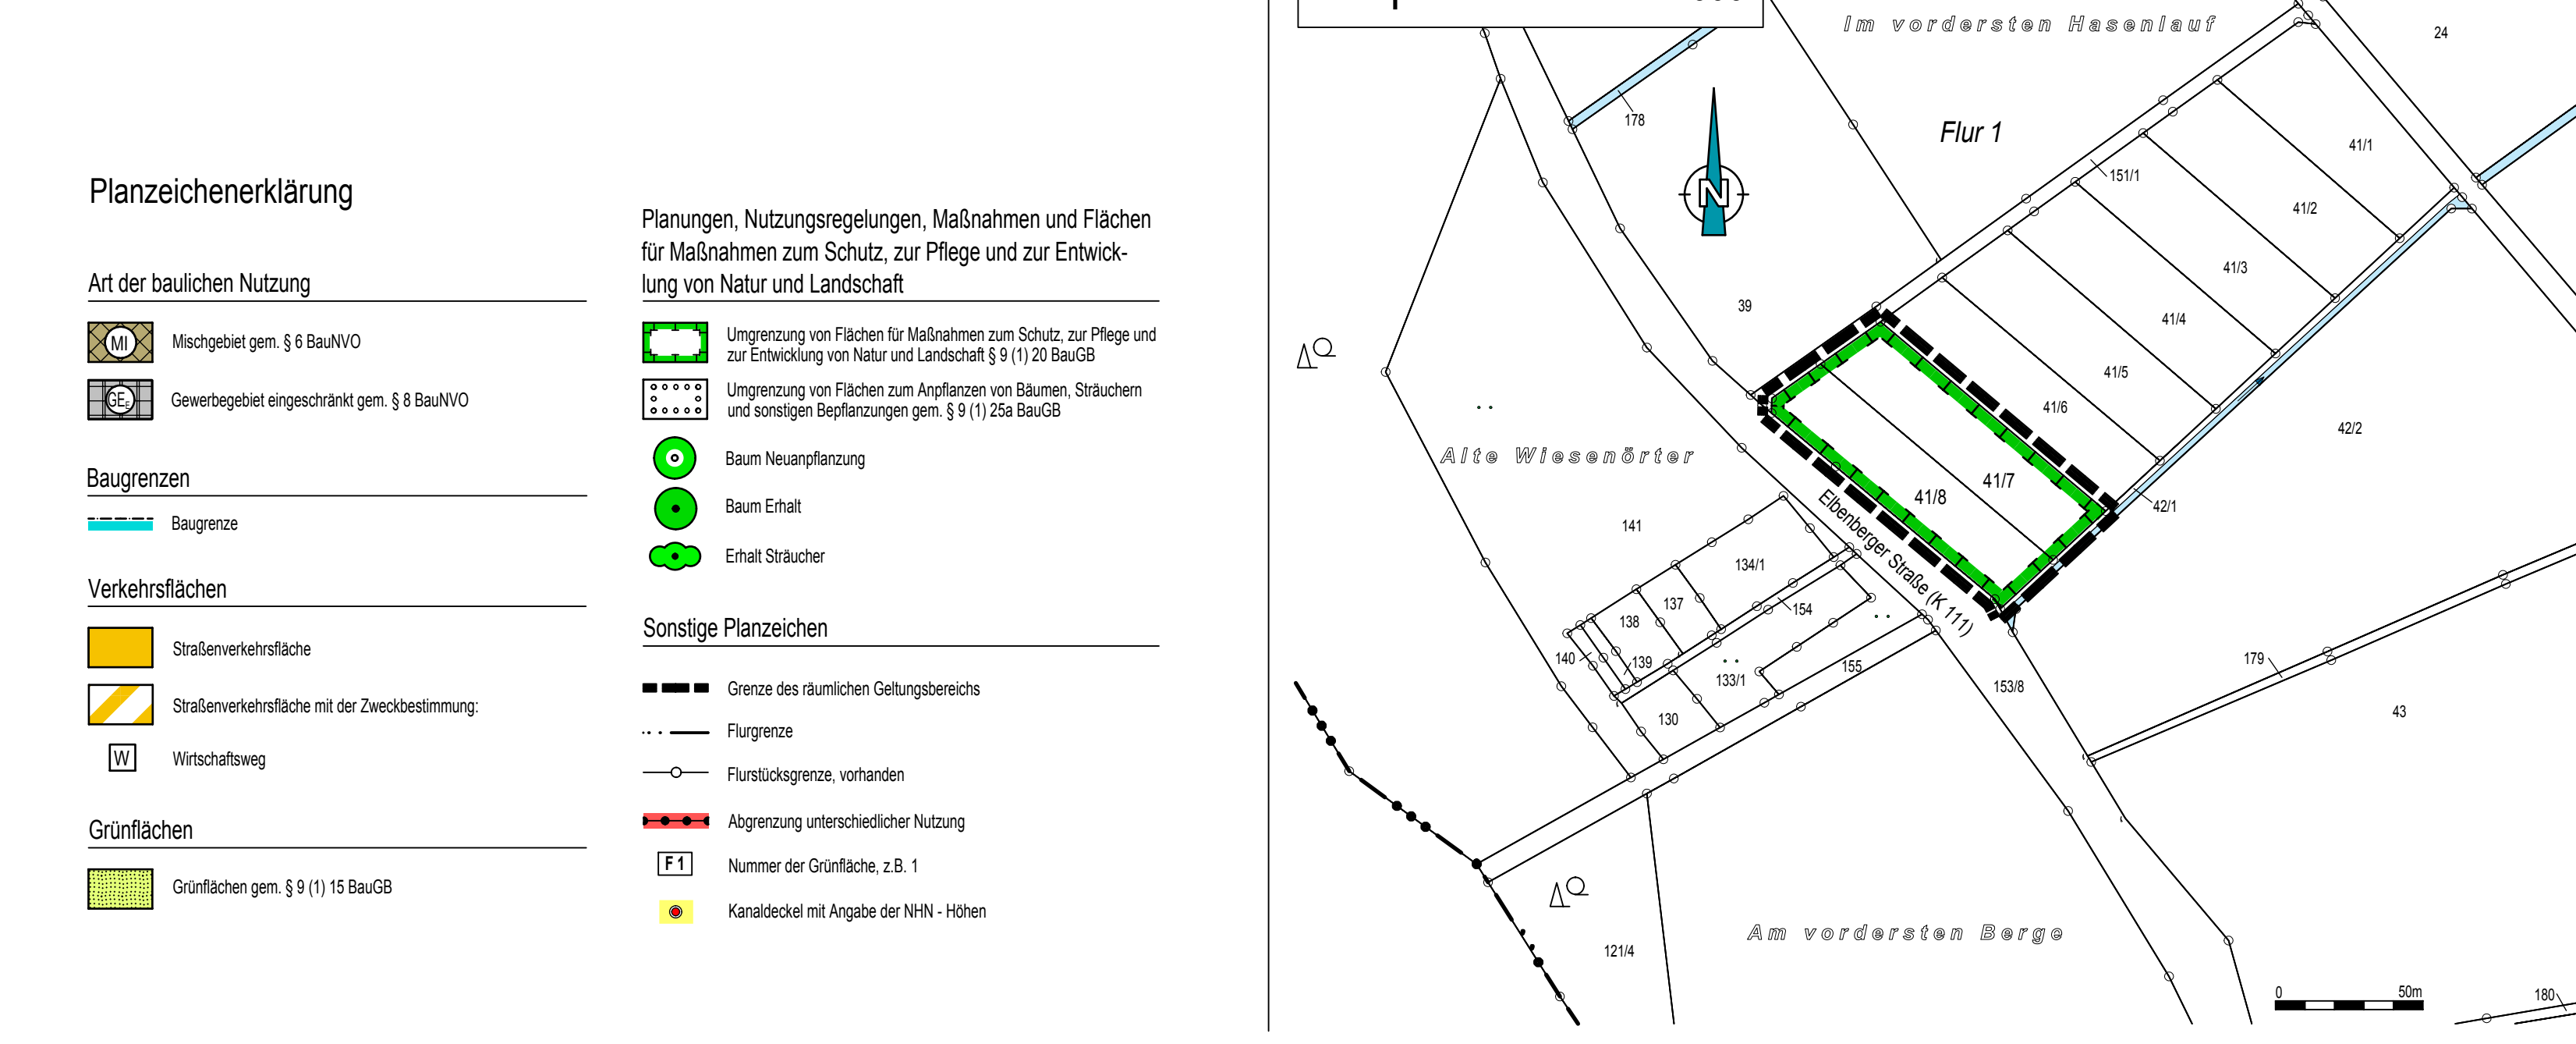 Planzeichenerklärung
Art der baulichen Nutzung
MI
Mischgebiet gem. § 6 BauNVO
GEE
Gewerbegebiet eingeschränkt gem. § 8 BauNVO
Baugrenzen
Baugrenze
Verkehrsflächen
Straßenverkehrsfläche
Straßenverkehrsfläche mit der Zweckbestimmung:
W
Wirtschaftsweg
Grünflächen
Grünflächen gem. § 9 (1) 15 BauGB
Planungen, Nutzungsregelungen, Maßnahmen und Flächen
für Maßnahmen zum Schutz, zur Pflege und zur Entwick-
lung von Natur und Landschaft
Umgrenzung von Flächen für Maßnahmen zum Schutz, zur Pflege und
zur Entwicklung von Natur und Landschaft § 9 (1) 20 BauGB
Umgrenzung von Flächen zum Anpflanzen von Bäumen, Sträuchern
und sonstigen Bepflanzungen gem. § 9 (1) 25a BauGB
Baum Neuanpflanzung
Baum Erhalt
Erhalt Sträucher
Sonstige Planzeichen
Grenze des räumlichen Geltungsbereichs
Flurgrenze
Flurstücksgrenze, vorhanden
Abgrenzung unterschiedlicher Nutzung
F 1
Nummer der Grünfläche, z.B. 1
Kanaldeckel mit Angabe der NHN - Höhen
Im vordersten Hasenlauf
24
178
Flur 1
41/1
151/1
N
41/2
41/3
39
41/4
41/5
41/6
42/2
Alte Wiesenörter
41/7
41/8
42/1
141
Elbenberger Straße (K 111)
134/1
137
154
138
140
139
155
133/1
153/8
179
130
43
Am vordersten Berge
121/4
0
50m
180